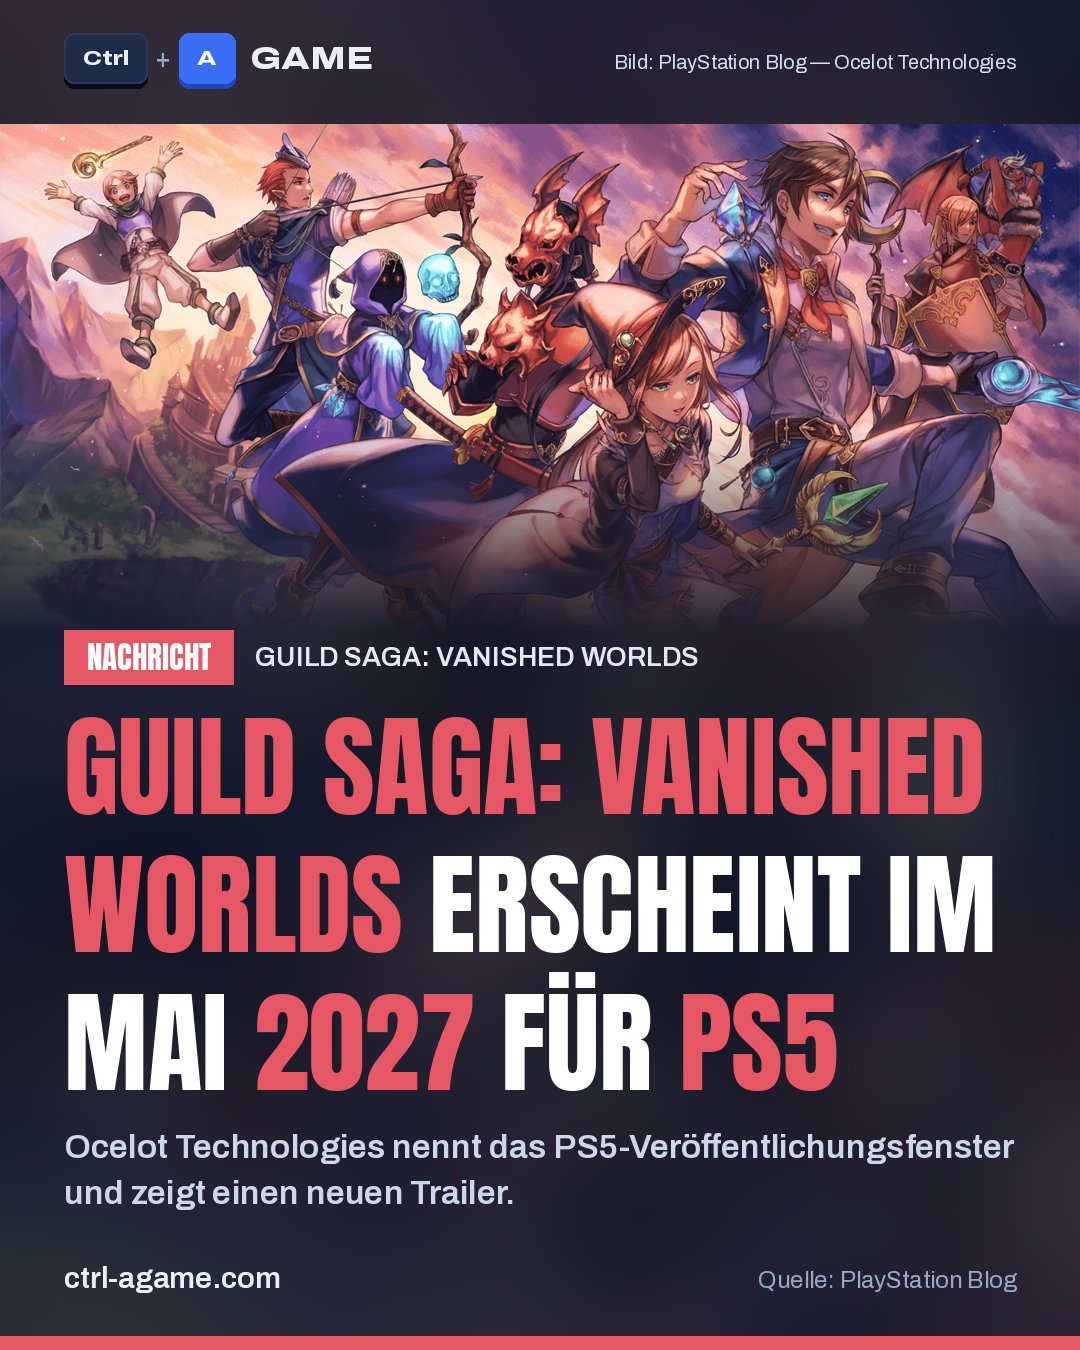 Ctrl + A GAME
Bild: PlayStation Blog — Ocelot Technologies
NACHRICHT
GUILD SAGA: VANISHED WORLDS
GUILD SAGA: VANISHED
WORLDS ERSCHEINT IM
MAI 2027 FÜR PS5
Ocelot Technologies nennt das PS5-Veröffentlichungsfenster
und zeigt einen neuen Trailer.
ctrl-agame.com
Quelle: PlayStation Blog